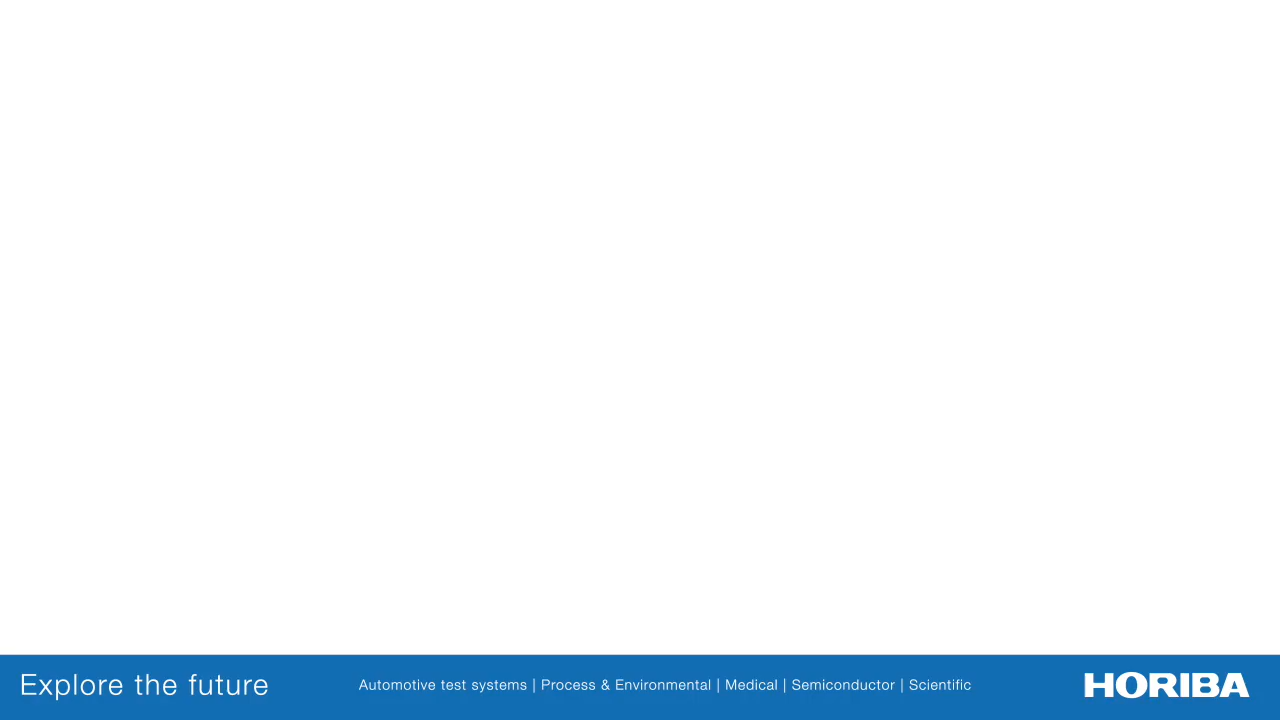 Explore the future
Automotive test systems | Process & Environmental | Medical | Semiconductor | Scientific
HORIBA